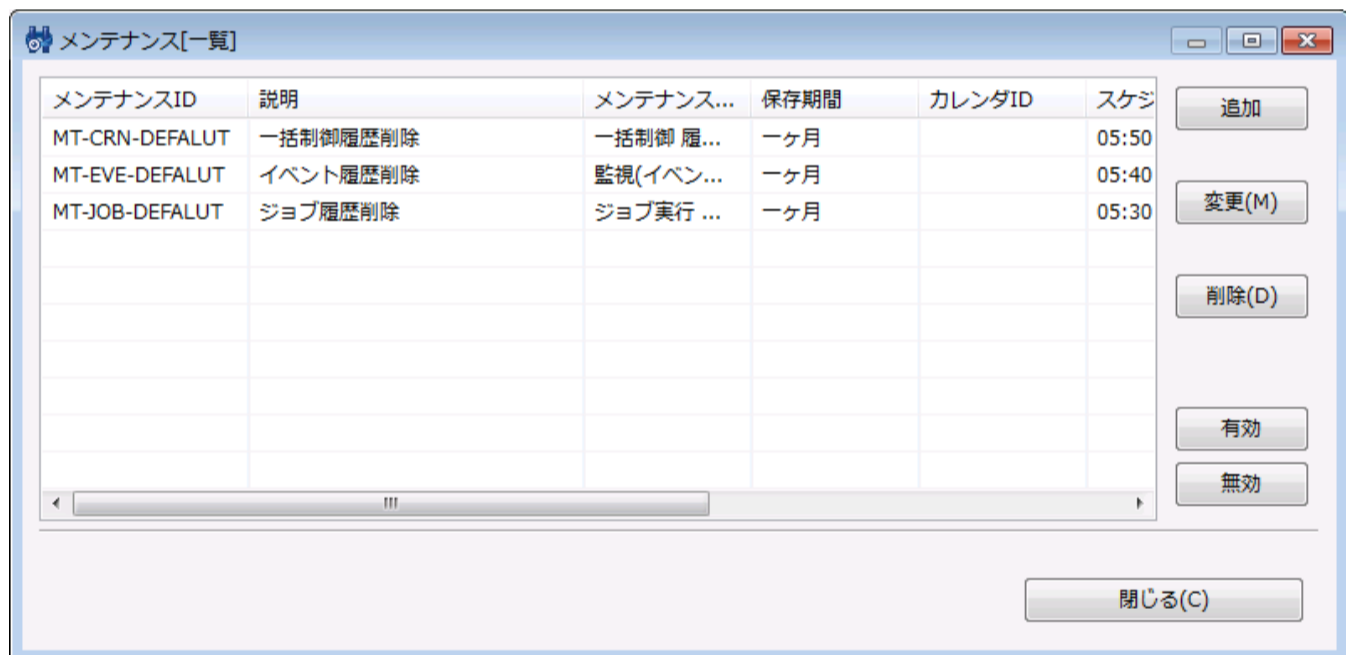 メンテナンス[一覧]
メンテナンスID 説明 メンテナンス... 保存期間 カレンダID スケジ
MT-CRN-DEFALUT 一括制御履歴削除 一括制御 履... 一ヶ月 05:50
MT-EVE-DEFALUT イベント履歴削除 監視(イベン... 一ヶ月 05:40
MT-JOB-DEFALUT ジョブ履歴削除 ジョブ実行 ... 一ヶ月 05:30
追加
変更(M)
削除(D)
有効
無効
閉じる(C)